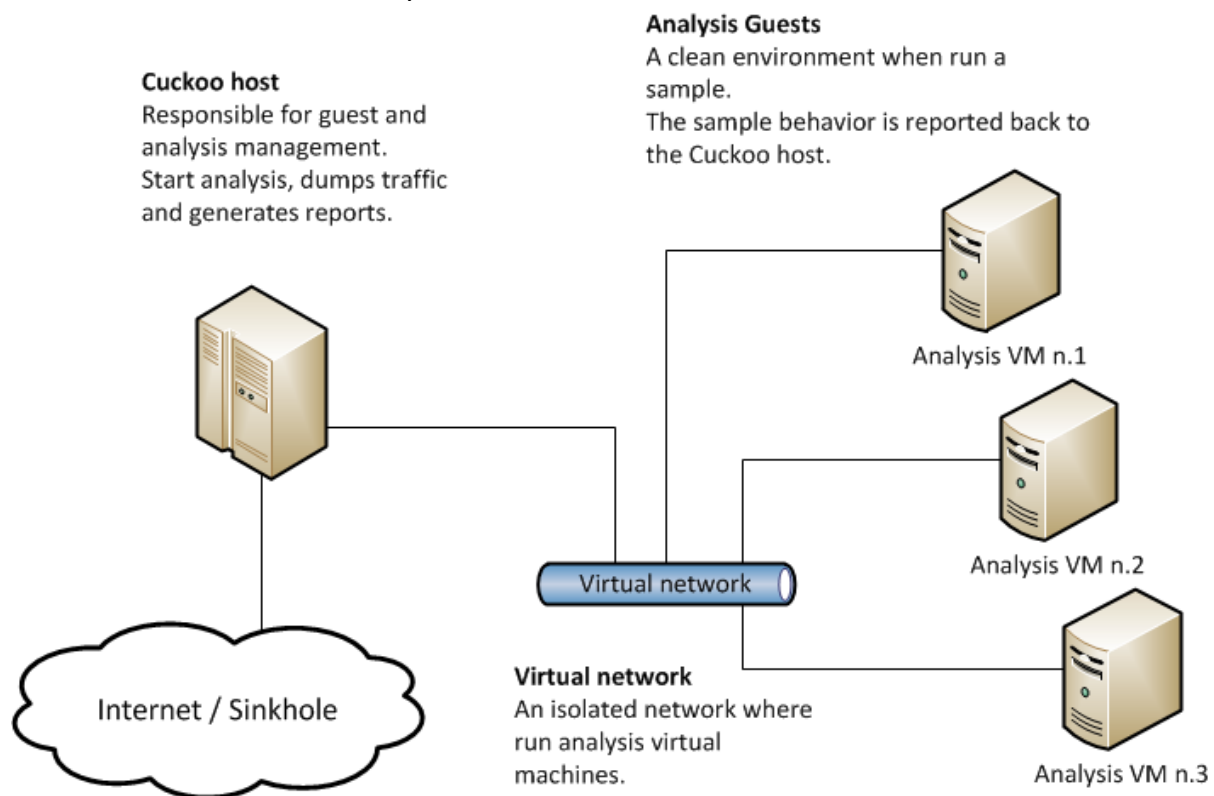 Cuckoo host
Responsible for guest and
analysis management.
Start analysis, dumps traffic
and generates reports.
Analysis Guests
A clean environment when run a
sample.
The sample behavior is reported back to
the Cuckoo host.
Analysis VM n.1
Analysis VM n.2
Virtual network
Analysis VM n.3
Internet / Sinkhole
Virtual network
An isolated network where
run analysis virtual
machines.